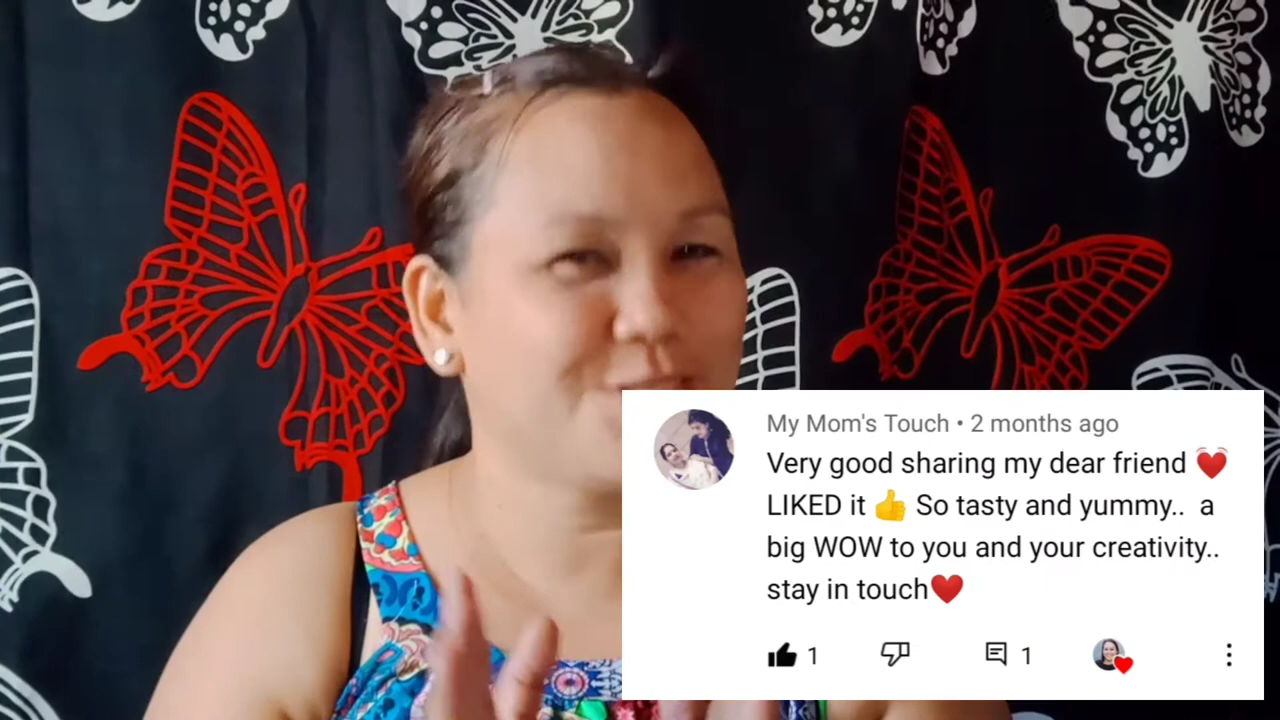 My Mom's Touch • 2 months ago
Very good sharing my dear friend 💓
LIKED it 👍 So tasty and yummy.. a
big WOW to you and your creativity..
stay in touch❤️
1
1